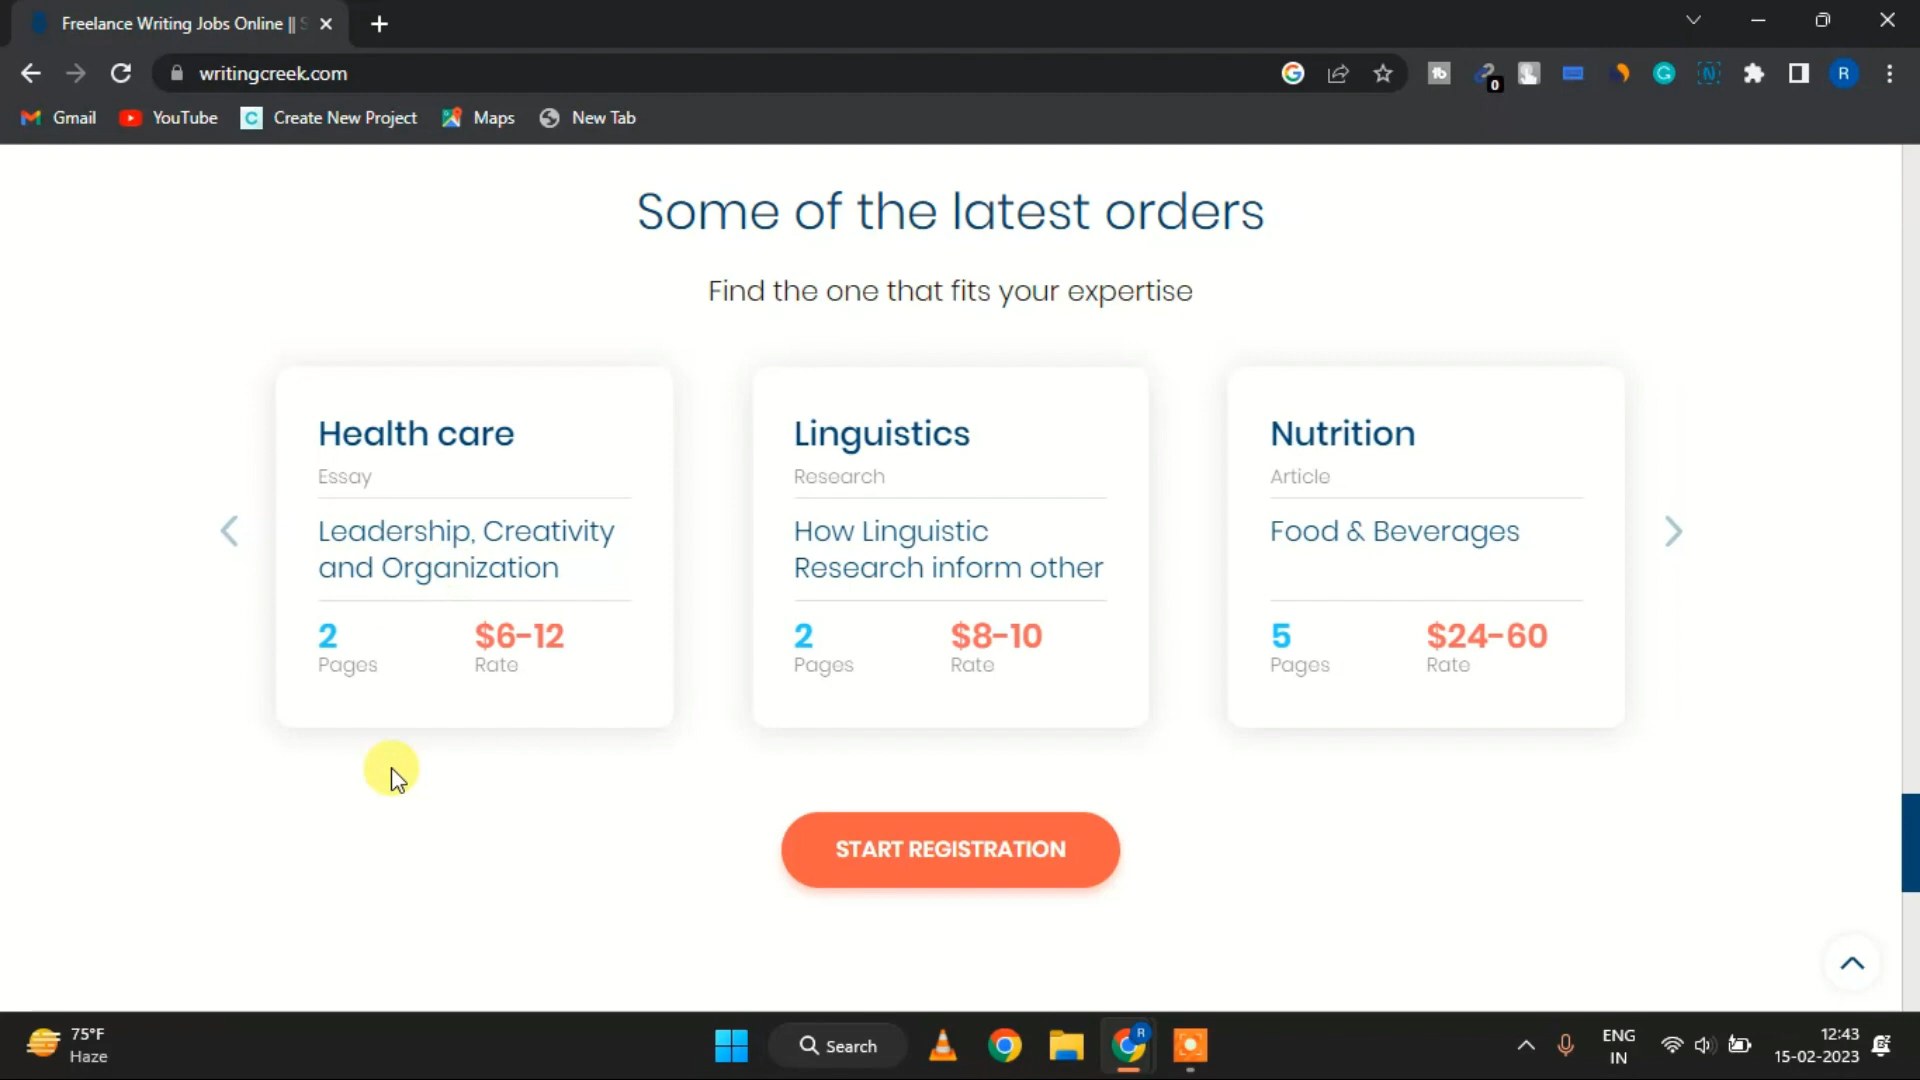 Freelance Writing Jobs Online ||
writingcreek.com
0
R
Gmail
YouTube
Create New Project
Maps
New Tab
Some of the latest orders
Find the one that fits your expertise
Health care
Essay
Leadership, Creativity
and Organization
2
$6-12
Pages
Rate
Linguistics
Research
How Linguistic
Research inform other
2
$8-10
Pages
Rate
Nutrition
Article
Food & Beverages
5
$24-60
Pages
Rate
START REGISTRATION
75°F
Haze
Search
R
ENG
IN
12:43
15-02-2023